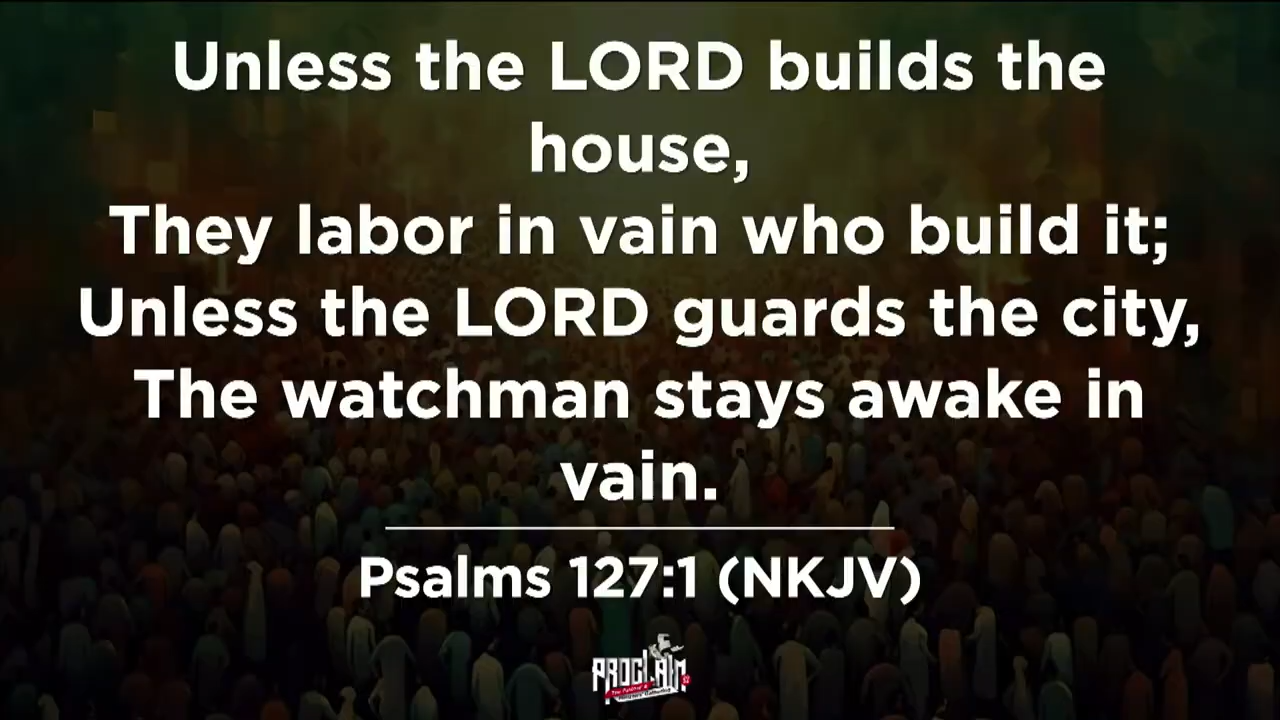 Unless the LORD builds the
house,
They labor in vain who build it;
Unless the LORD guards the city,
The watchman stays awake in
vain.
Psalms 127:1 (NKJV)
PROCLAIM